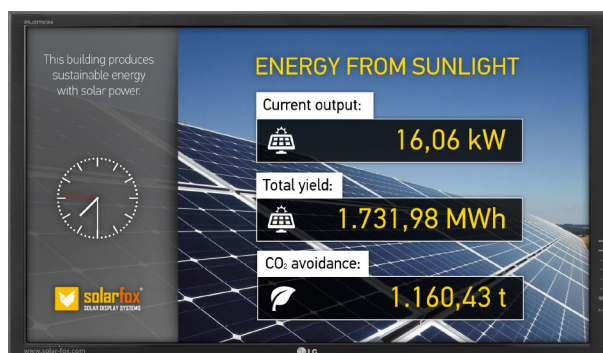 FLATRON
This building produces
sustainable energy
with solar power.
ENERGY FROM SUNLIGHT
Current output:
16,06 kW
Total yield:
1.731,98 MWh
CO₂ avoidance:
1.160,43 t
solarfox®
SOLAR DISPLAY SYSTEMS
www.solar-fox.com
LG